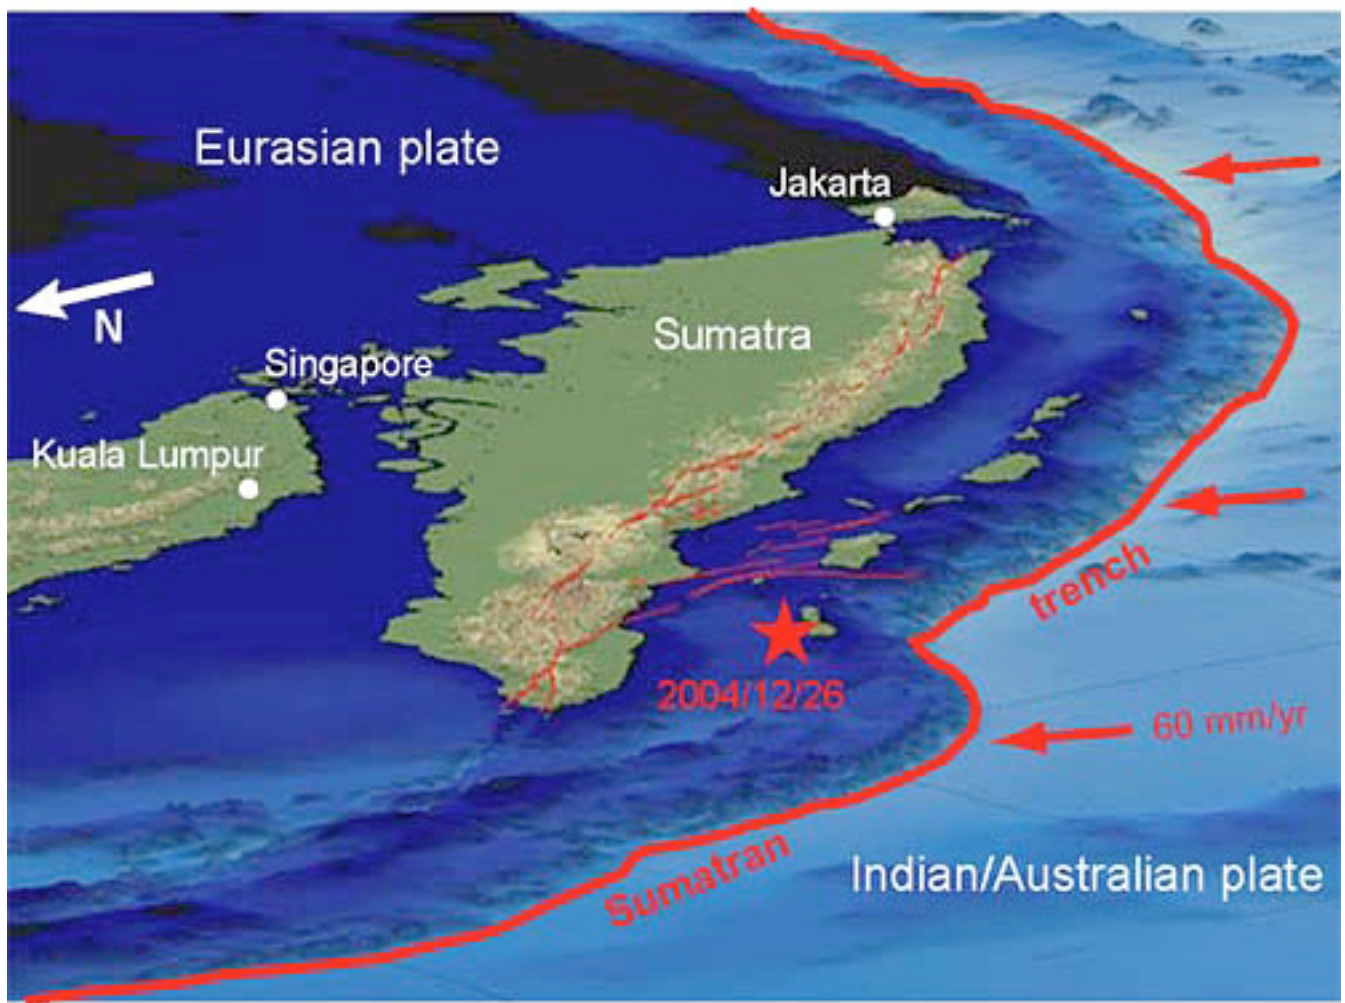 Eurasian plate
Jakarta
N
Sumatra
Singapore
Kuala Lumpur
trench
2004/12/26
60 mm/yr
Sumatran
Indian/Australian plate